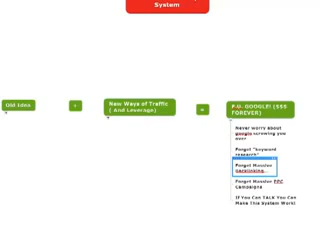 System
Old Idea
+
New Ways of Traffic
( And Leverage)
=
F.U. GOOGLE! ($$$
FOREVER)
Never worry about
google screwing you
over
Forget "keyword
research"
Forget Massive
backlinking...
Forget Massive PPC
Campaigns
If You Can TALK You Can
Make This System Work!